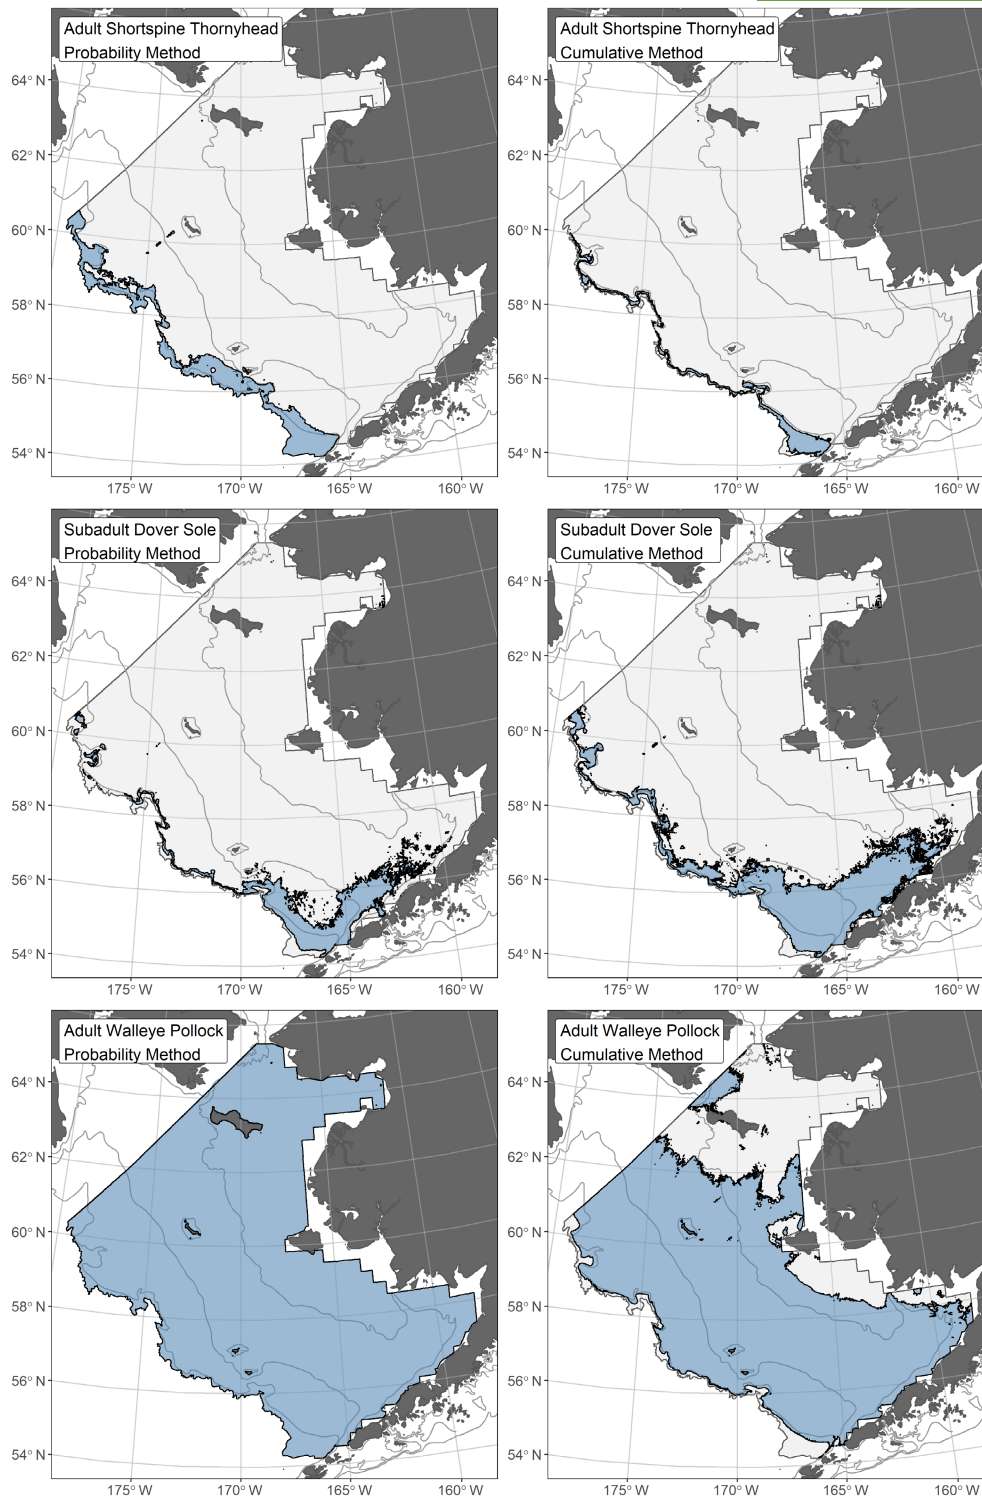 Adult Shortspine Thornyhead
Probability Method
64° N
62° N
60° N
58° N
56° N
54° N
175° W
170° W
165° W
160° W
Adult Shortspine Thornyhead
Cumulative Method
64° N
62° N
60° N
58° N
56° N
54° N
175° W
170° W
165° W
160° W
Subadult Dover Sole
Probability Method
64° N
62° N
60° N
58° N
56° N
54° N
175° W
170° W
165° W
160° W
Subadult Dover Sole
Cumulative Method
64° N
62° N
60° N
58° N
56° N
54° N
175° W
170° W
165° W
160° W
Adult Walleye Pollock
Probability Method
64° N
62° N
60° N
58° N
56° N
54° N
175° W
170° W
165° W
160° W
Adult Walleye Pollock
Cumulative Method
64° N
62° N
60° N
58° N
56° N
54° N
175° W
170° W
165° W
160° W